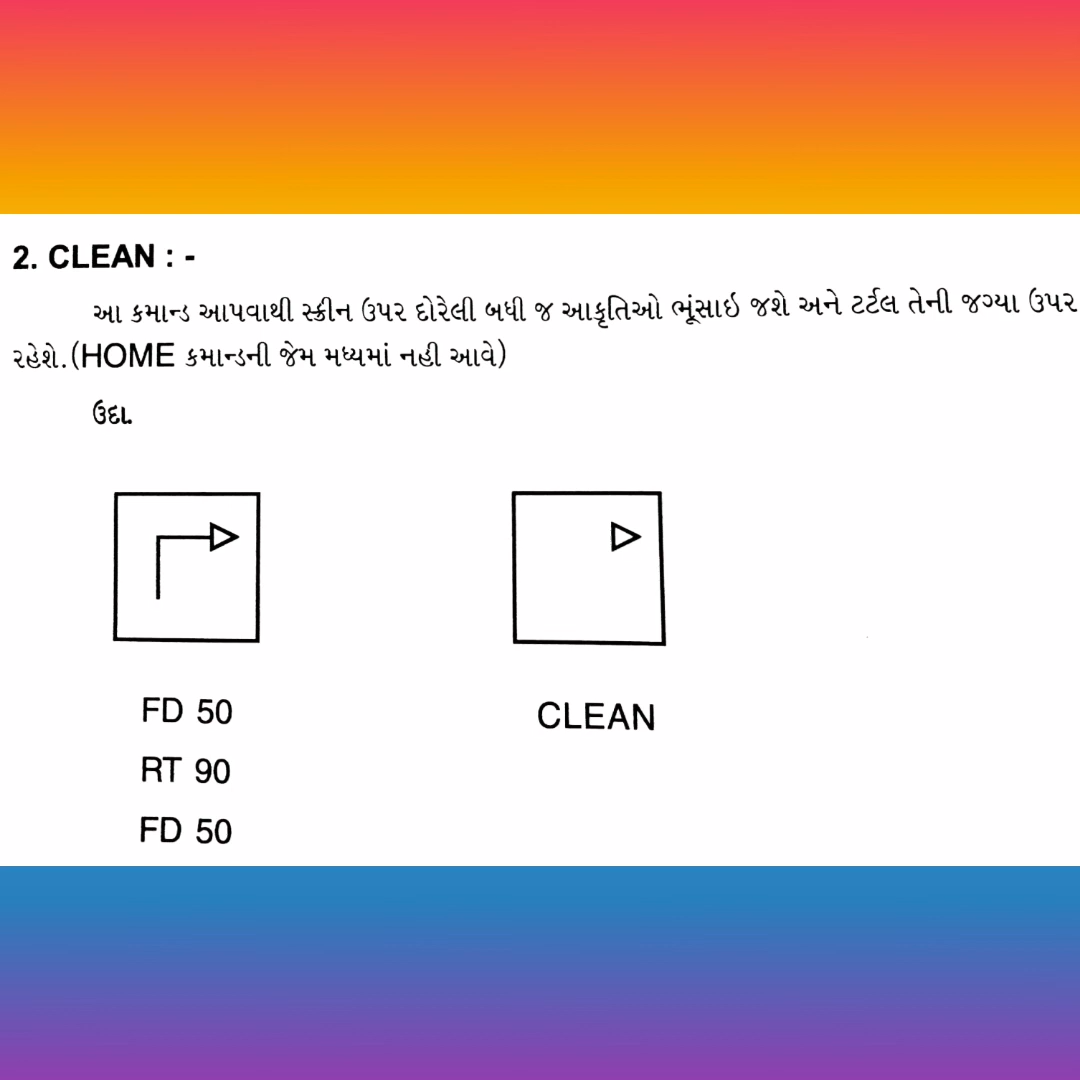 2. CLEAN : -
આ કમાન્ડ આપવાથી સ્ક્રીન ઉપર દોરેલી બધી જ આકૃતિઓ ભૂંસાઇ જશે અને ટર્ટલ તેની જગ્યા ઉપર
રહેશે.(HOME કમાન્ડની જેમ મધ્યમાં નહી આવે)
ઉદા.
FD 50
RT 90
FD 50
CLEAN